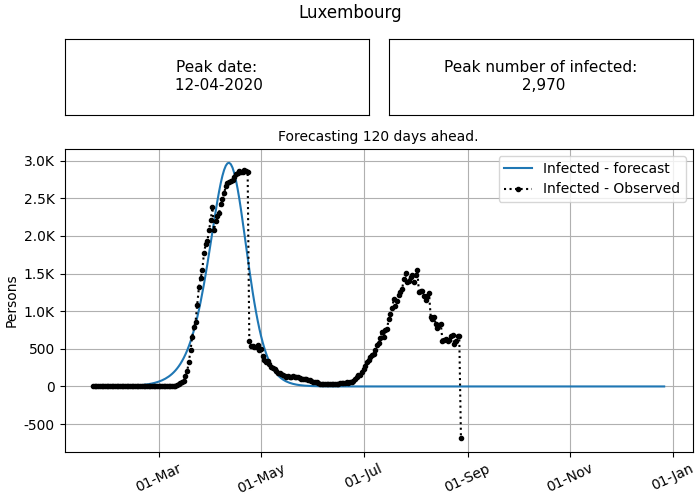 Luxembourg
Peak date:
12-04-2020
Peak number of infected:
2,970
Forecasting 120 days ahead.
Infected - forecast
Infected - Observed
3.0K
2.5K
2.0K
1.5K
1.0K
500
0
-500
Persons
01-Mar
01-May
01-Jul
01-Sep
01-Nov
01-Jan